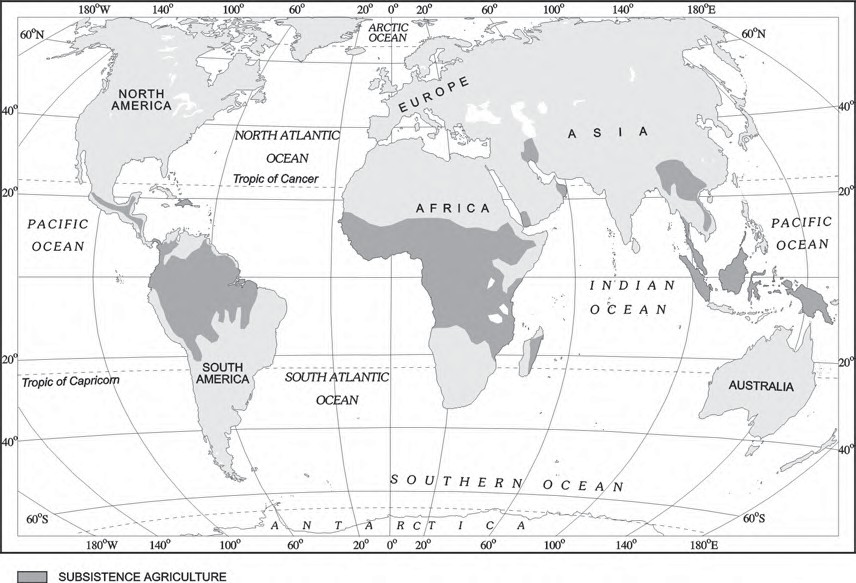 180°W 140° 100° 60° 20° 0° 20° 60° 100° 140° 180°E
ARCTIC
OCEAN
60°N
60°N
NORTH
AMERICA
EUROPE
ASIA
40°
40°
NORTH ATLANTIC
OCEAN
Tropic of Cancer
20°
20°
AFRICA
PACIFIC
OCEAN
PACIFIC
OCEAN
INDIAN
OCEAN
20°
20°
Tropic of Capricorn
SOUTH
AMERICA
SOUTH ATLANTIC
OCEAN
AUSTRALIA
40°
40°
SOUTHERN OCEAN
60°S
60°S
ANTARCTICA
180°W 140° 100° 60° 20° 0° 20° 60° 100° 140° 180°E
SUBSISTENCE AGRICULTURE